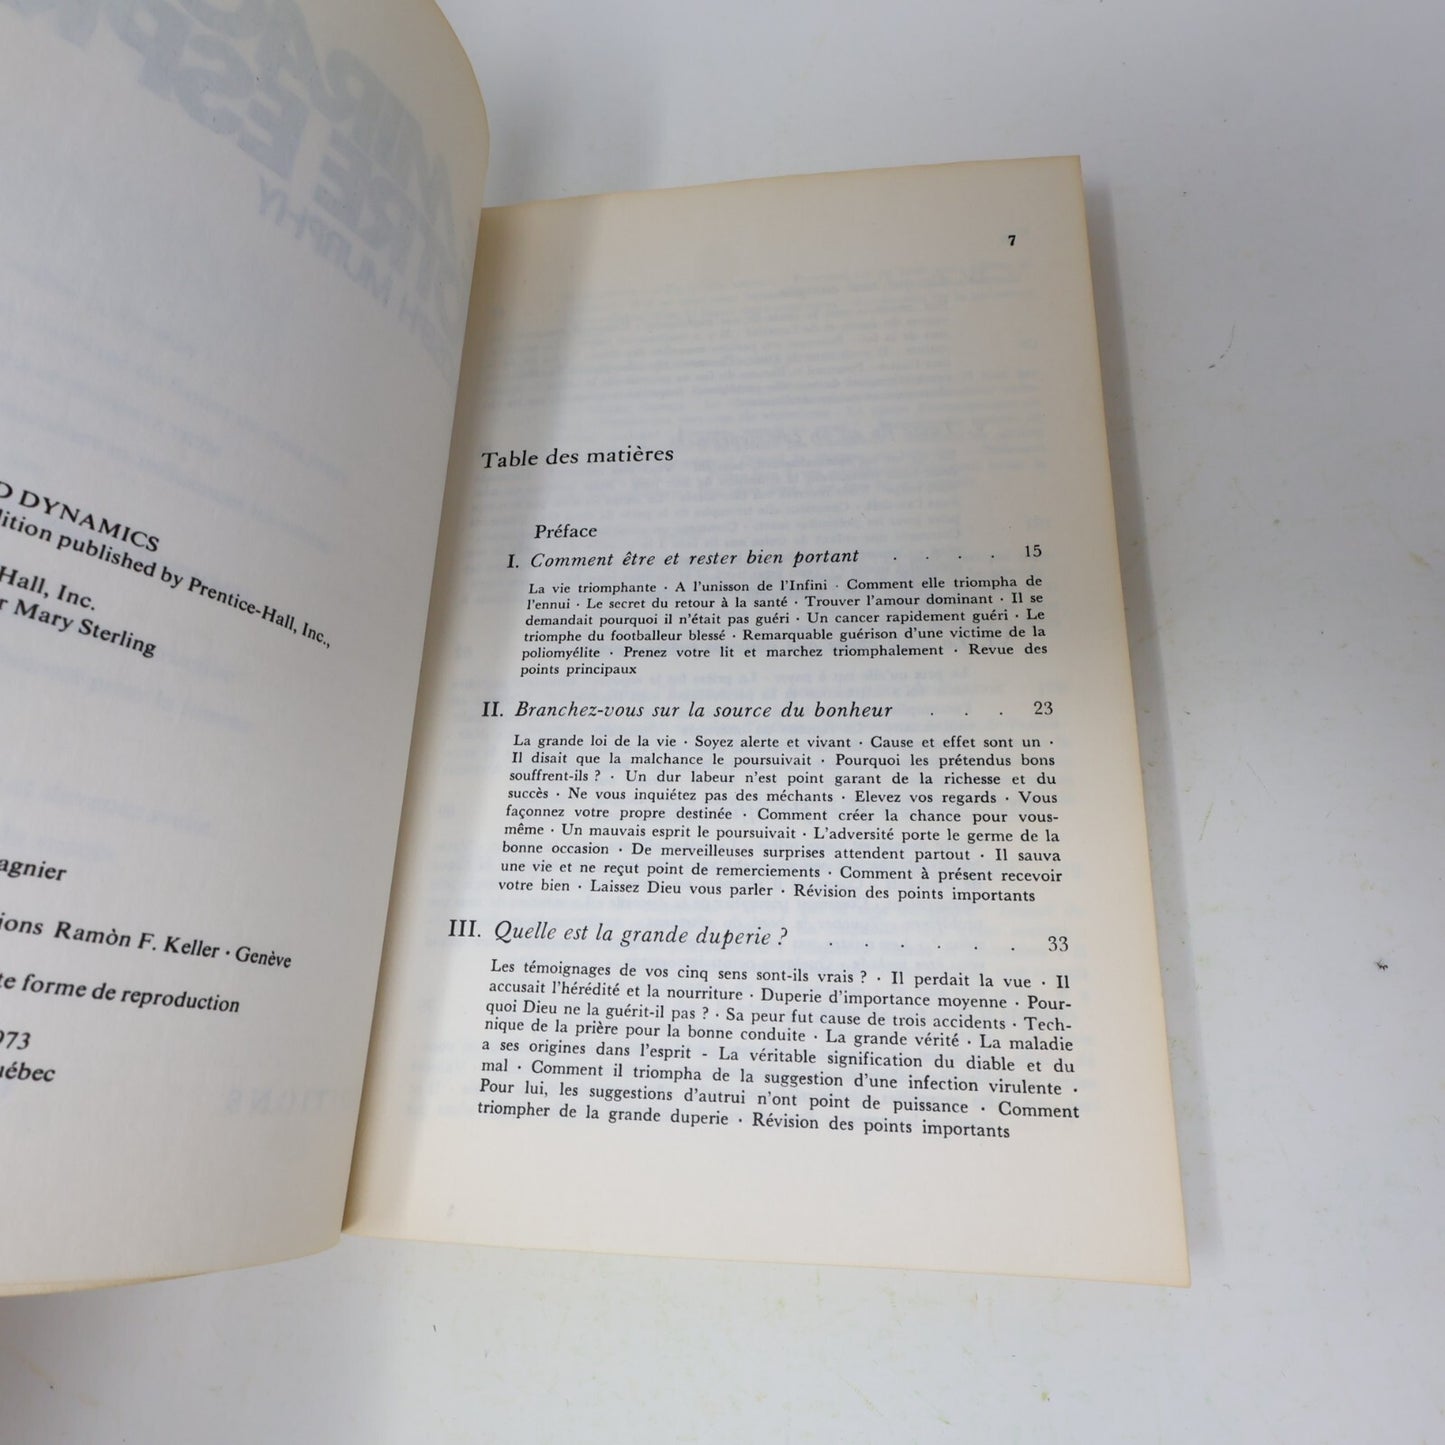 D DYNAMICS
dition published by Prentice-Hall, Inc.,
Hall, Inc.
r Mary Sterling
agnier
ions Ramòn F. Keller · Genève
te forme de reproduction
973
uébec
7
Table des matières
Préface
I. Comment être et rester bien portant . . . . 15
La vie triomphante · A l'unisson de l'Infini · Comment elle triompha de
l'ennui · Le secret du retour à la santé · Trouver l'amour dominant · Il se
demandait pourquoi il n'était pas guéri · Un cancer rapidement guéri · Le
triomphe du footballeur blessé · Remarquable guérison d'une victime de la
poliomyélite · Prenez votre lit et marchez triomphalement · Revue des
points principaux
II. Branchez-vous sur la source du bonheur . . . 23
La grande loi de la vie · Soyez alerte et vivant · Cause et effet sont un ·
Il disait que la malchance le poursuivait · Pourquoi les prétendus bons
souffrent-ils ? · Un dur labeur n'est point garant de la richesse et du
succès · Ne vous inquiétez pas des méchants · Elevez vos regards · Vous
façonnez votre propre destinée · Comment créer la chance pour vous-
même · Un mauvais esprit le poursuivait · L'adversité porte le germe de la
bonne occasion · De merveilleuses surprises attendent partout · Il sauva
une vie et ne reçut point de remerciements · Comment à présent recevoir
votre bien · Laissez Dieu vous parler · Révision des points importants
III. Quelle est la grande duperie ? . . . . . . 33
Les témoignages de vos cinq sens sont-ils vrais ? · Il perdait la vue · Il
accusait l'hérédité et la nourriture · Duperie d'importance moyenne · Pour-
quoi Dieu ne la guérit-il pas ? · Sa peur fut cause de trois accidents · Tech-
nique de la prière pour la bonne conduite · La grande vérité · La maladie
a ses origines dans l'esprit - La véritable signification du diable et du
mal · Comment il triompha de la suggestion d'une infection virulente ·
Pour lui, les suggestions d'autrui n'ont point de puissance · Comment
triompher de la grande duperie · Révision des points importants